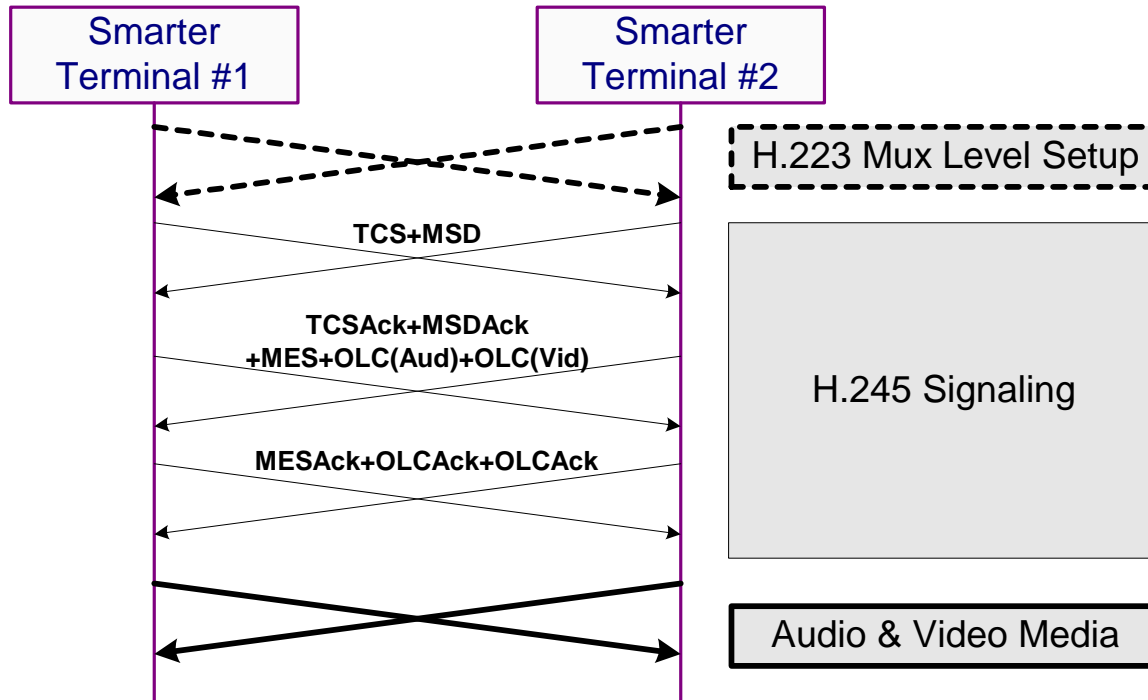 Smarter
Terminal #1
Smarter
Terminal #2
H.223 Mux Level Setup
TCS+MSD
TCSAck+MSDAck
+MES+OLC(Aud)+OLC(Vid)
H.245 Signaling
MESAck+OLCAck+OLCAck
Audio & Video Media